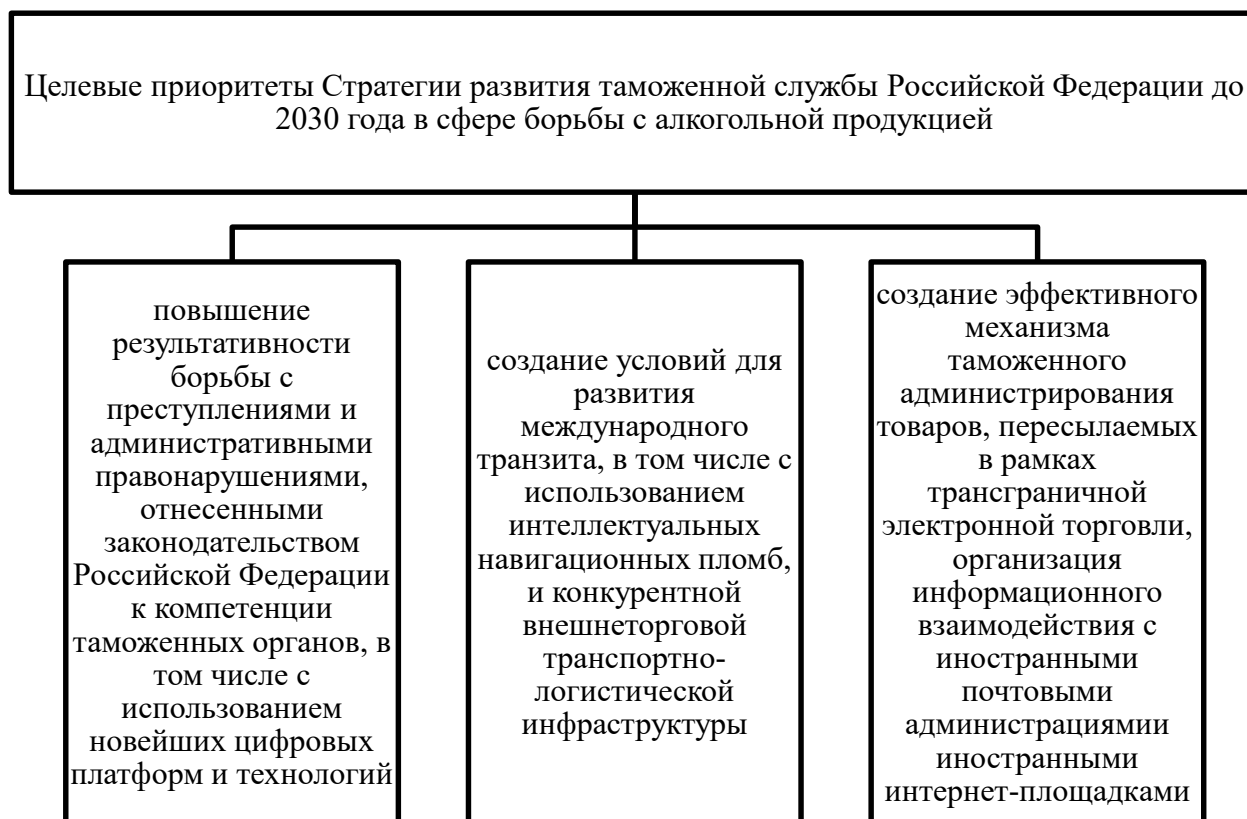 Целевые приоритеты Стратегии развития таможенной службы Российской Федерации до
2030 года в сфере борьбы с алкогольной продукцией
повышение
результативности
борьбы с
преступлениями и
административными
правонарушениями,
отнесенными
законодательством
Российской Федерации
к компетенции
таможенных органов, в
том числе с
использованием
новейших цифровых
платформ и технологий
создание условий для
развития
международного
транзита, в том числе с
использованием
интеллектуальных
навигационных пломб,
и конкурентной
внешнеторговой
транспортно-
логистической
инфраструктуры
создание эффективного
механизма
таможенного
администрирования
товаров, пересылаемых
в рамках
трансграничной
электронной торговли,
организация
информационного
взаимодействия с
иностранными
почтовыми
администрациямии
иностранными
интернет-площадками